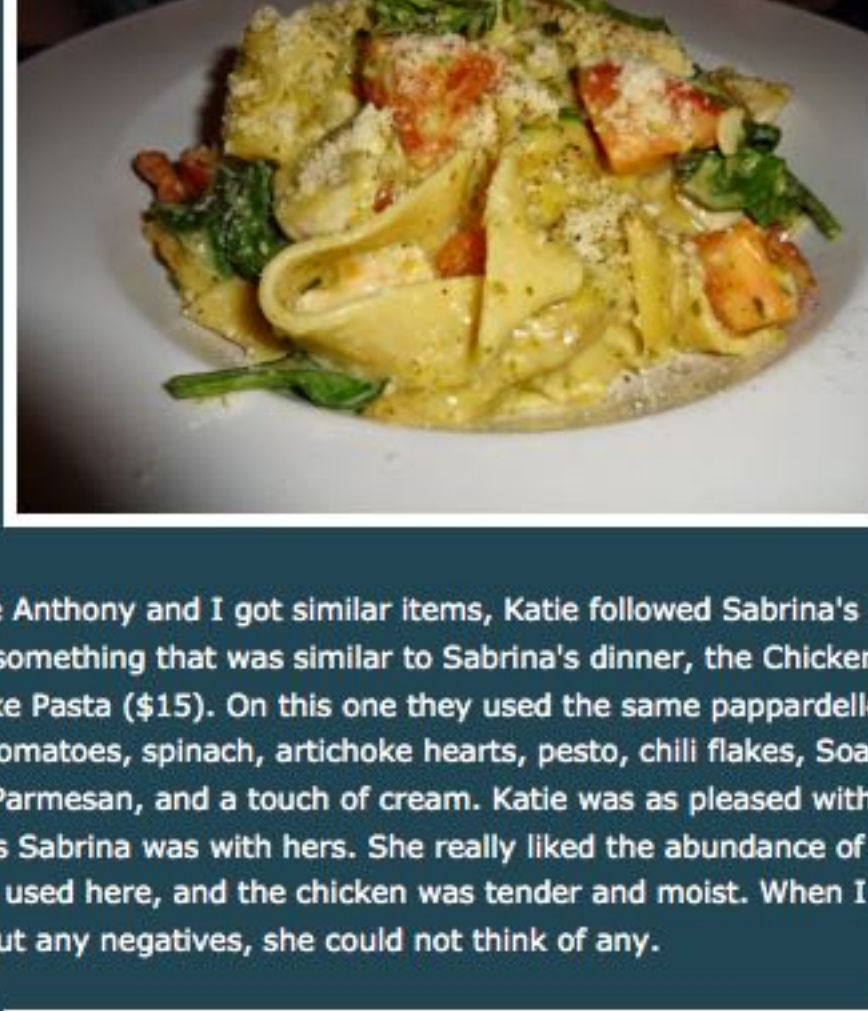 Anthony and I got similar items, Katie followed Sabrina's
something that was similar to Sabrina's dinner, the Chicken
Pasta ($15). On this one they used the same pappardelle
tomatoes, spinach, artichoke hearts, pesto, chili flakes,
Parmesan, and a touch of cream. Katie was as pleased with
Sabrina was with hers. She really liked the abundance of
used here, and the chicken was tender and moist. When I
any negatives, she could not think of any.